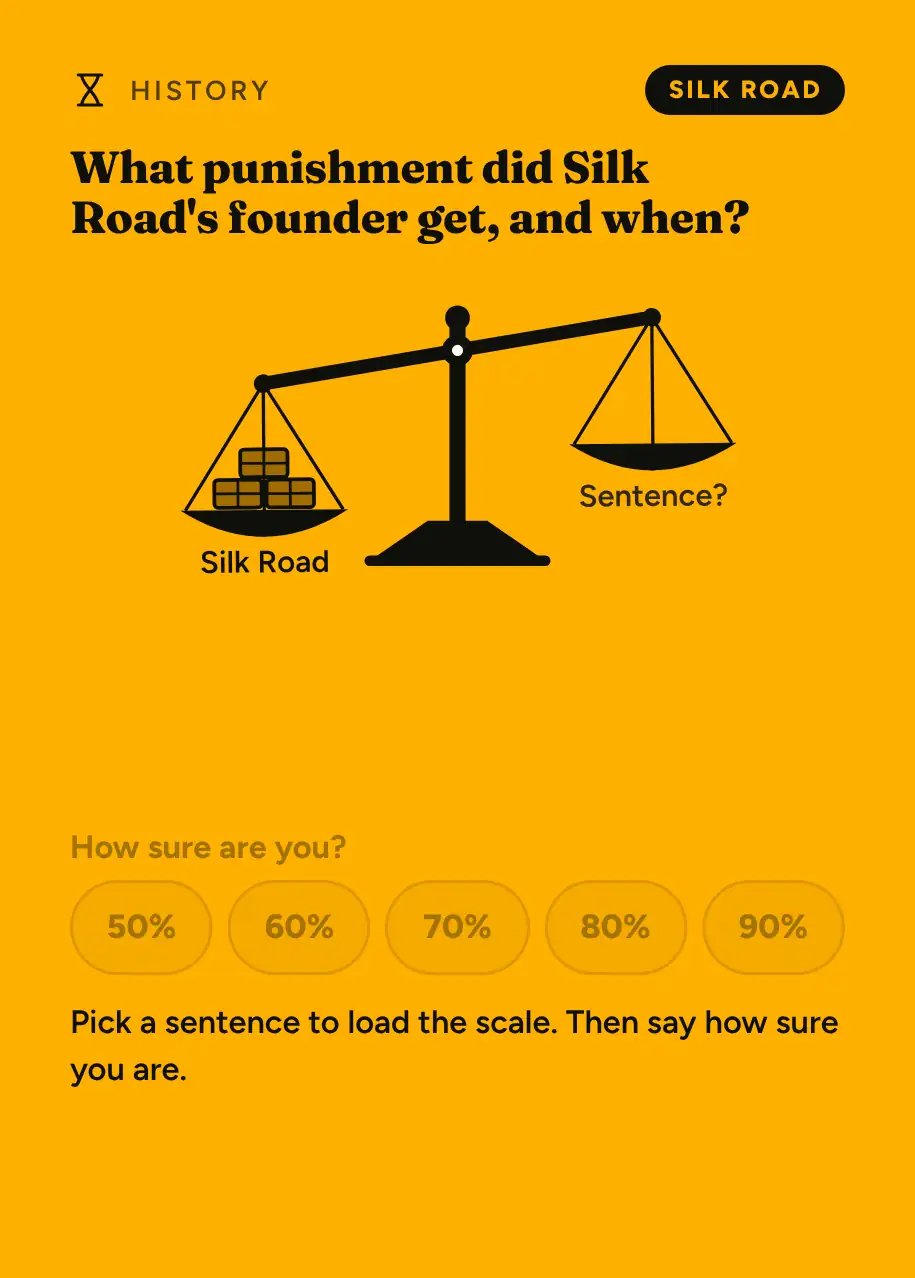 HISTORY
SILK ROAD
What punishment did Silk
Road's founder get, and when?
Sentence?
Silk Road
How sure are you?
50%
60%
70%
80%
90%
Pick a sentence to load the scale. Then say how sure
you are.